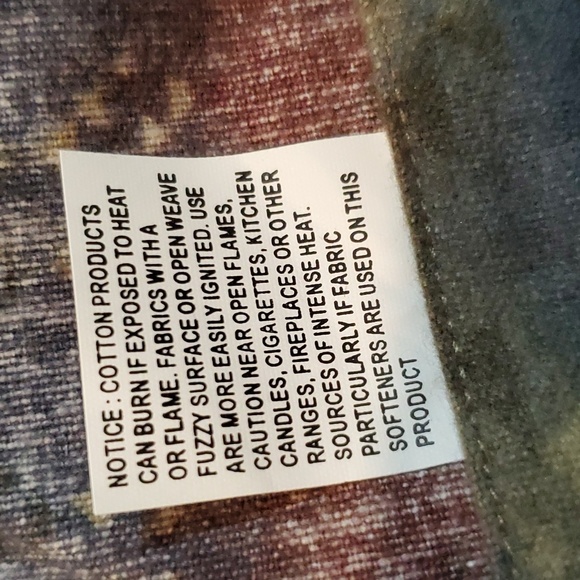 NOTICE : COTTON PRODUCTS
CAN BURN IF EXPOSED TO HEAT
OR FLAME. FABRICS WITH A
FUZZY SURFACE OR OPEN WEAVE
ARE MORE EASILY IGNITED. USE
CAUTION NEAR OPEN FLAMES,
CANDLES, CIGARETTES, KITCHEN
RANGES, FIREPLACES OR OTHER
SOURCES OF INTENSE HEAT.
PARTICULARLY IF FABRIC
SOFTENERS ARE USED ON THIS
PRODUCT